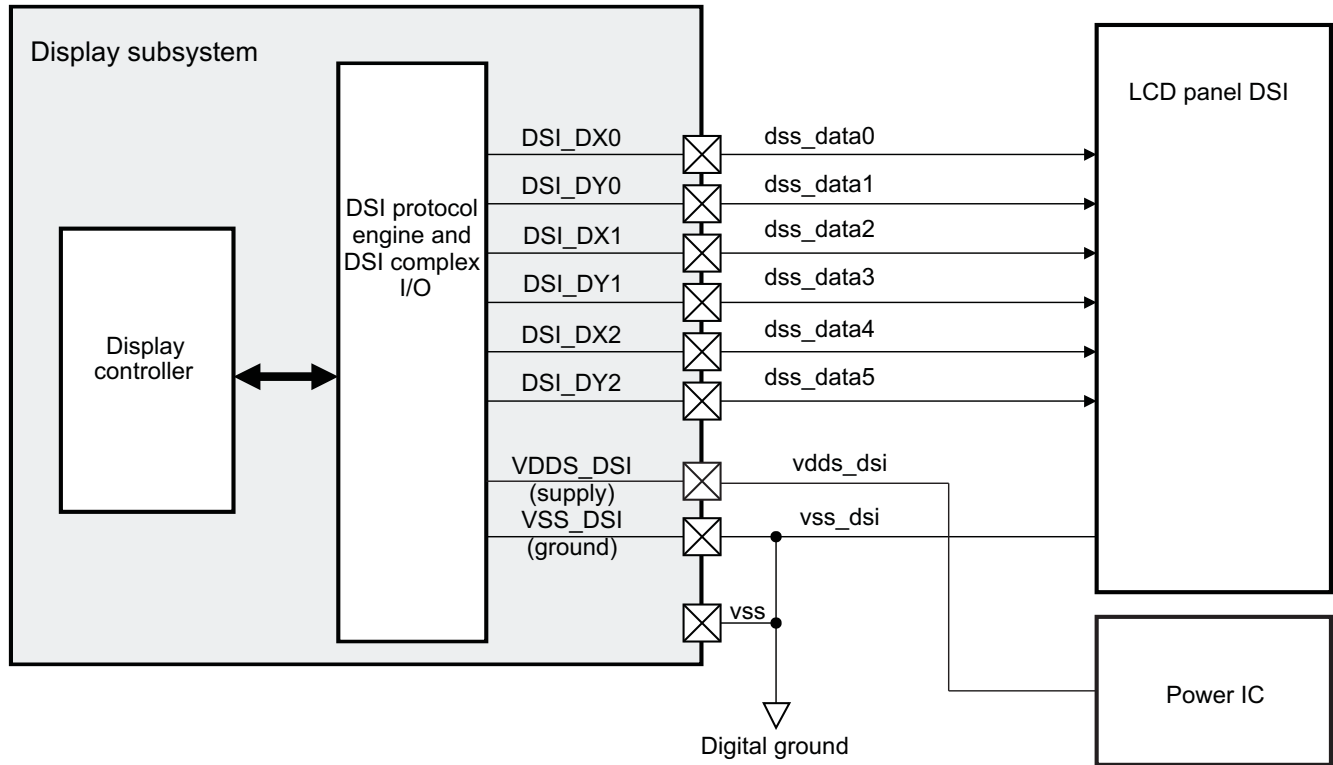 Display subsystem
LCD panel DSI
DSI_DX0
dss_data0
DSI_DY0
dss_data1
DSI protocol
engine and
DSI complex
I/O
DSI_DX1
dss_data2
DSI_DY1
dss_data3
DSI_DX2
dss_data4
Display
controller
DSI_DY2
dss_data5
VDDS_DSI
(supply)
vdds_dsi
VSS_DSI
(ground)
vss_dsi
vss
Power IC
Digital ground